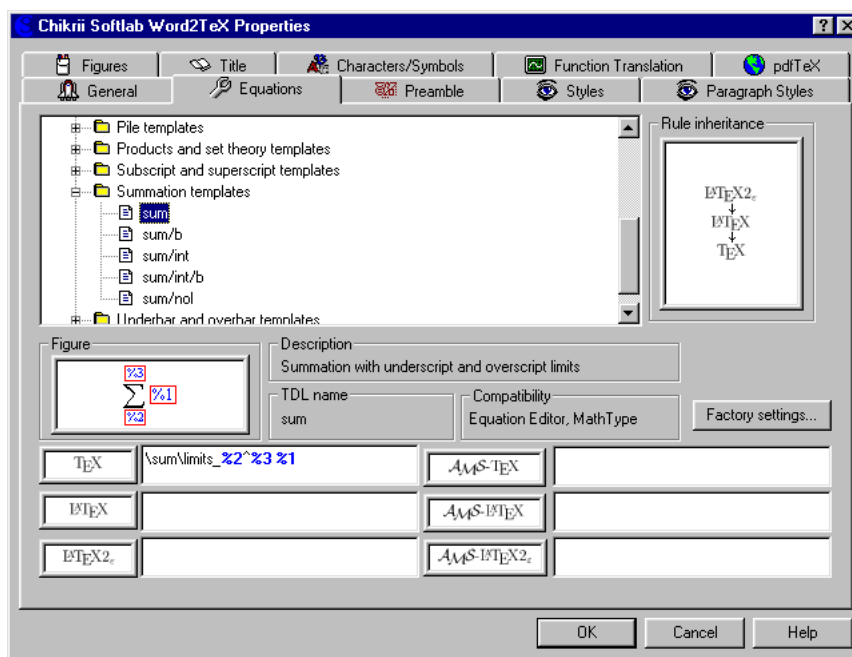 Chikrii Softlab Word2TeX Properties
Figures
Title
Characters/Symbols
Function Translation
pdfTeX
General
Equations
Preamble
Styles
Paragraph Styles
Pile templates
Products and set theory templates
Subscript and superscript templates
Summation templates
sum
sum/b
sum/int
sum/int/b
sum/nol
Underbar and overbar templates
Rule inheritance
LATEX2ε
LATEX
TEX
Figure
%3
∑ %1
%2
Description
Summation with underscript and overscript limits
TDL name
sum
Compatibility
Equation Editor, MathType
Factory settings...
TEX
\sum\limits_%2^%3 %1
AMS-TEX
LATEX
AMS-LATEX
LATEX2ε
AMS-LATEX2ε
OK
Cancel
Help